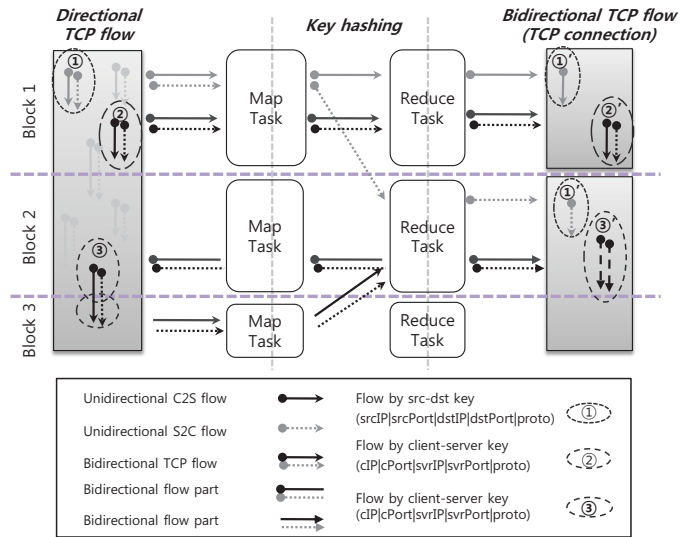 Directional
TCP flow
Key hashing
Bidirectional TCP flow
(TCP connection)
Block 1
①
②
Map
Task
Reduce
Task
①′
②′
Block 2
③
Map
Task
Reduce
Task
①′
③′
Block 3
Map
Task
Reduce
Task
Unidirectional C2S flow
Flow by src-dst key
(srcIP|srcPort|dstIP|dstPort|proto)
①
Unidirectional S2C flow
Bidirectional TCP flow
Flow by client-server key
(cIP|cPort|svrIP|svrPort|proto)
②
Bidirectional flow part
Bidirectional flow part
Flow by client-server key
(cIP|cPort|svrIP|svrPort|proto)
③